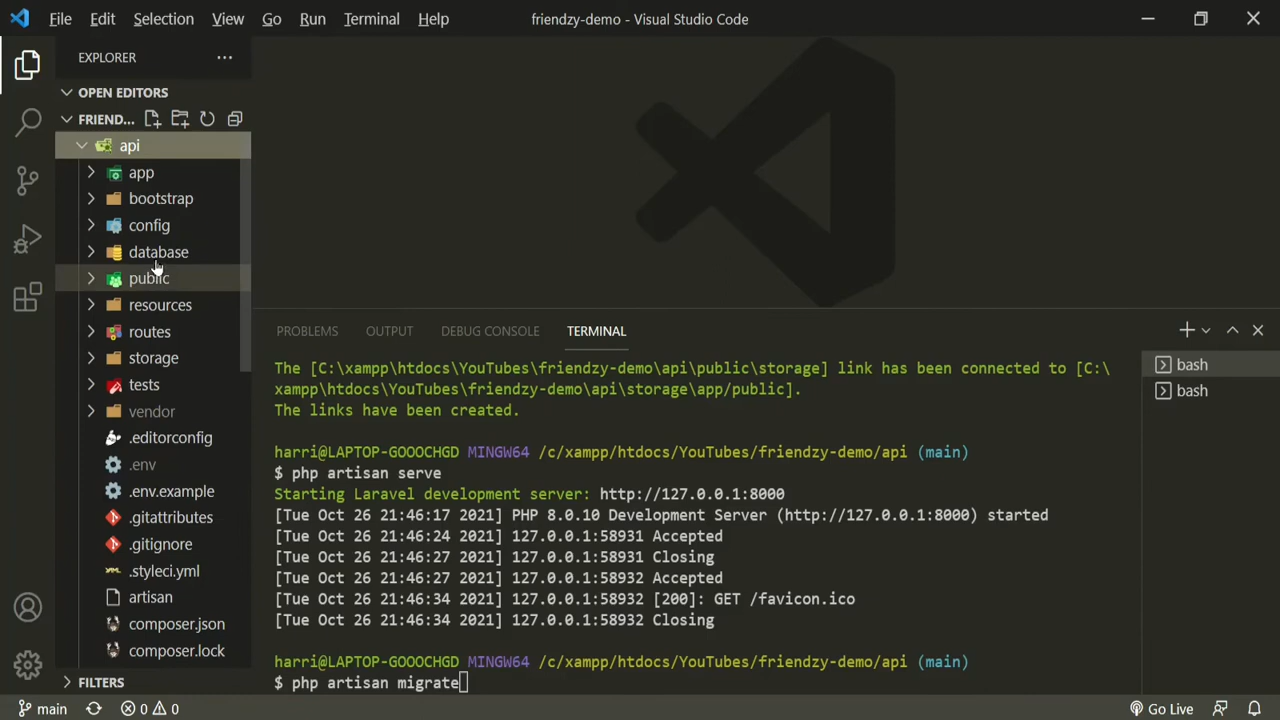 File Edit Selection View Go Run Terminal Help
friendzy-demo - Visual Studio Code
EXPLORER
OPEN EDITORS
FRIEND...
api
app
bootstrap
config
database
public
resources
routes
storage
tests
vendor
.editorconfig
.env
.env.example
.gitattributes
.gitignore
.styleci.yml
artisan
composer.json
composer.lock
FILTERS
PROBLEMS OUTPUT DEBUG CONSOLE TERMINAL
The [C:\xampp\htdocs\YouTubes\friendzy-demo\api\public\storage] link has been connected to [C:\
xampp\htdocs\YouTubes\friendzy-demo\api\storage\app/public].
The links have been created.
harri@LAPTOP-GOOOCHGD MINGW64 /c/xampp/htdocs/YouTubes/friendzy-demo/api (main)
$ php artisan serve
Starting Laravel development server: http://127.0.0.1:8000
[Tue Oct 26 21:46:17 2021] PHP 8.0.10 Development Server (http://127.0.0.1:8000) started
[Tue Oct 26 21:46:24 2021] 127.0.0.1:58931 Accepted
[Tue Oct 26 21:46:27 2021] 127.0.0.1:58931 Closing
[Tue Oct 26 21:46:27 2021] 127.0.0.1:58932 Accepted
[Tue Oct 26 21:46:34 2021] 127.0.0.1:58932 [200]: GET /favicon.ico
[Tue Oct 26 21:46:34 2021] 127.0.0.1:58932 Closing
harri@LAPTOP-GOOOCHGD MINGW64 /c/xampp/htdocs/YouTubes/friendzy-demo/api (main)
$ php artisan migrate
bash
bash
main 0 0
Go Live